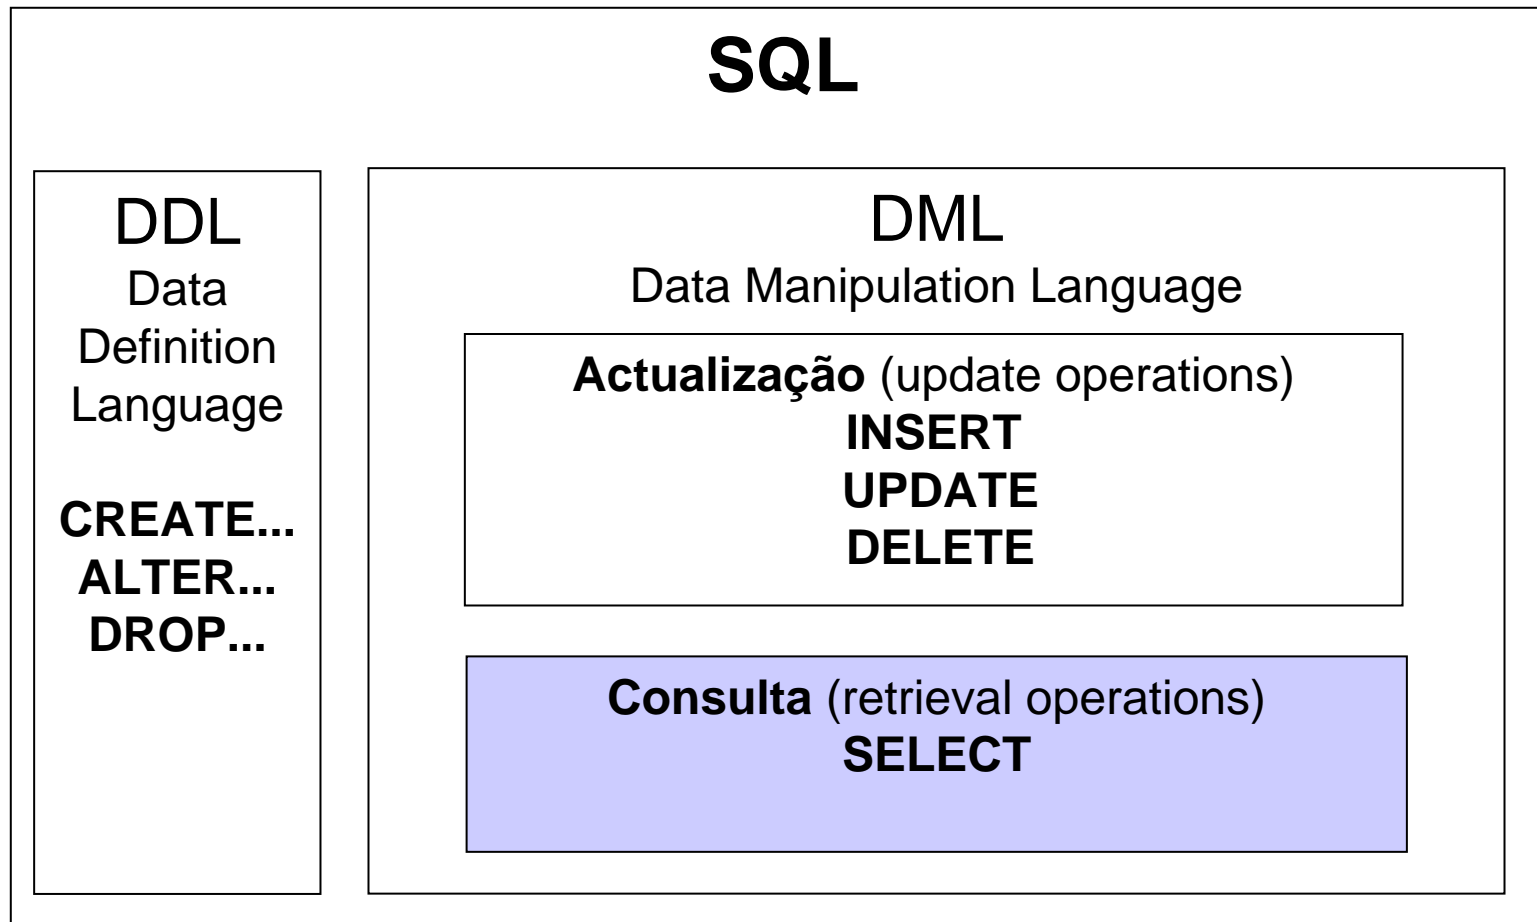 SQL
DDL
Data
Definition
Language
CREATE...
ALTER...
DROP...
DML
Data Manipulation Language
Actualização (update operations)
INSERT
UPDATE
DELETE
Consulta (retrieval operations)
SELECT